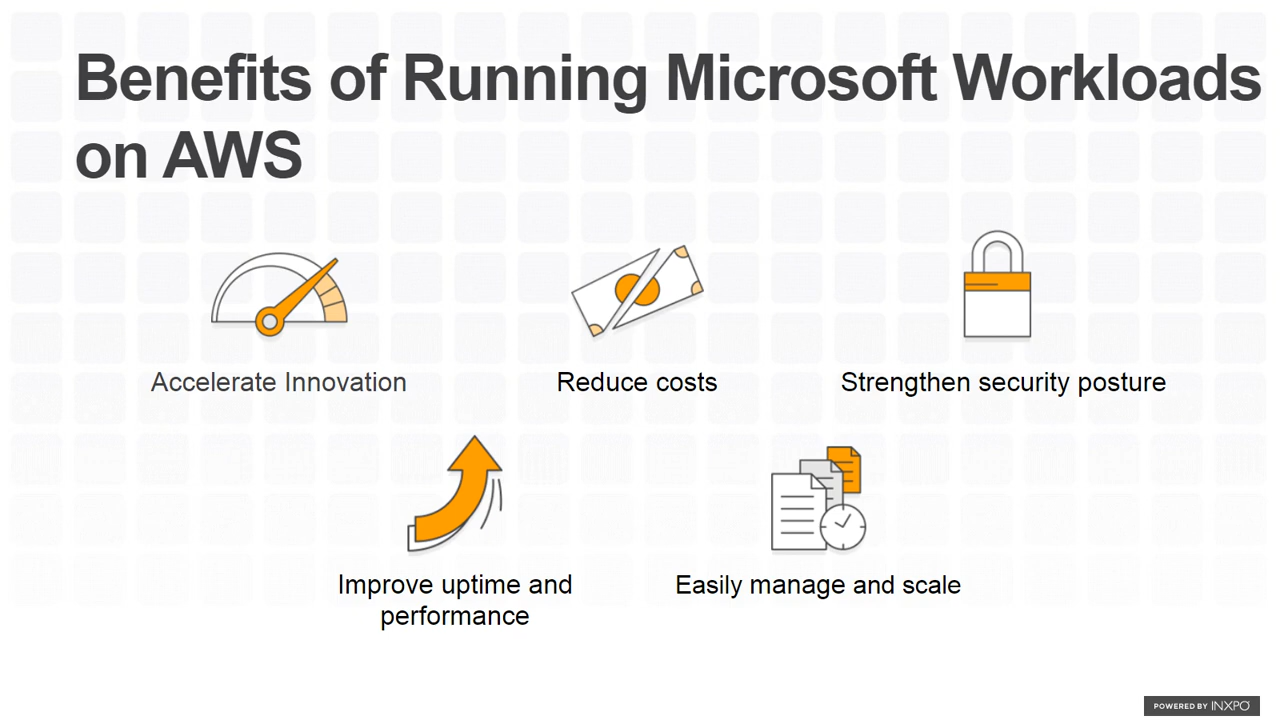 Benefits of Running Microsoft Workloads
on AWS
Accelerate Innovation
Reduce costs
Strengthen security posture
Improve uptime and
performance
Easily manage and scale
POWERED BY INXPO